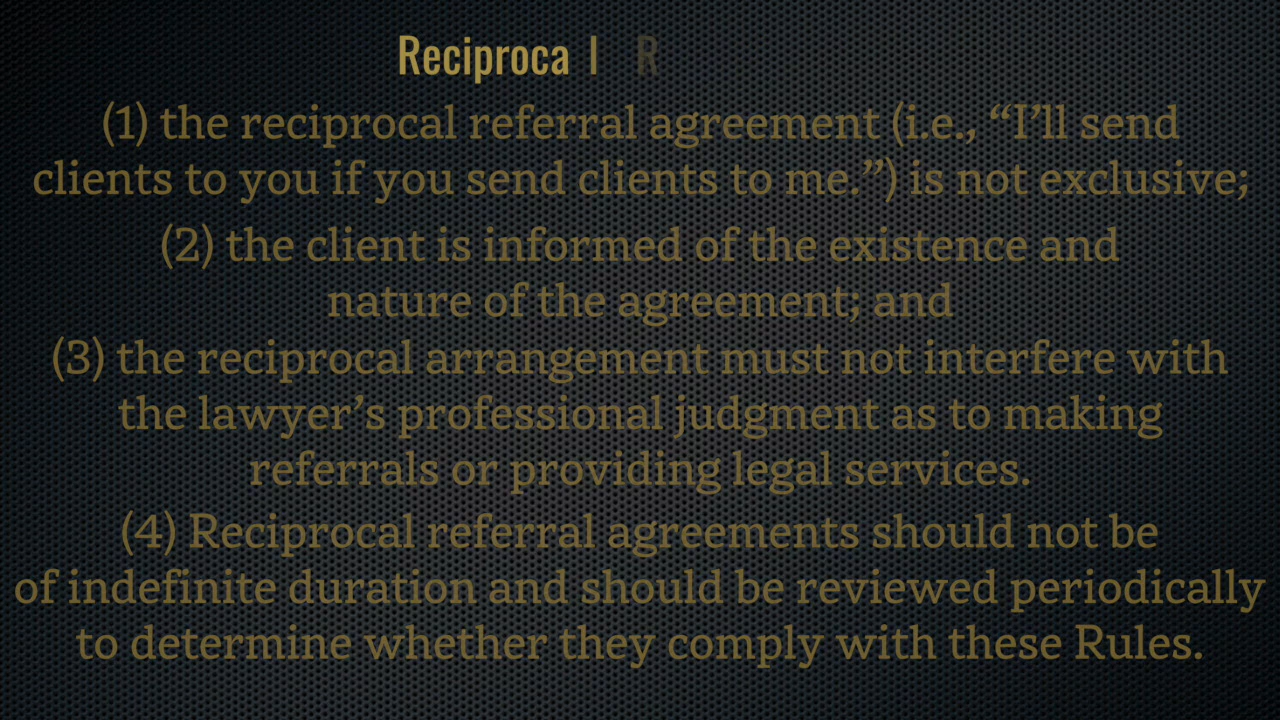 Reciprocal R
(1) the reciprocal referral agreement (i.e., “I’ll send
clients to you if you send clients to me.”) is not exclusive;
(2) the client is informed of the existence and
nature of the agreement; and
(3) the reciprocal arrangement must not interfere with
the lawyer’s professional judgment as to making
referrals or providing legal services.
(4) Reciprocal referral agreements should not be
of indefinite duration and should be reviewed periodically
to determine whether they comply with these Rules.